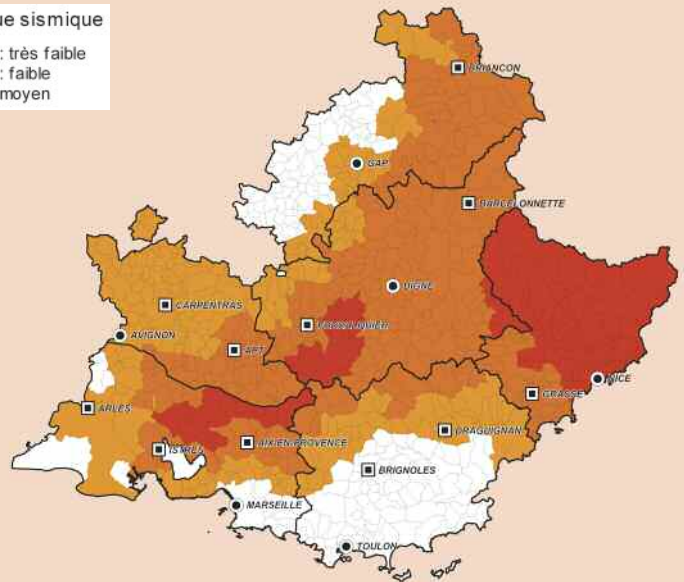 sismique
: très faible
: faible
moyen
BRIANCON
GAP
BARCELONNETTE
DIGNE
CARPENTRAS
FORCALQUIER
AVIGNON
APT
NICE
GRASSE
ARLES
DRAGUIGNAN
AIX EN PROVENCE
ISTRES
BRIGNOLES
MARSEILLE
TOULON